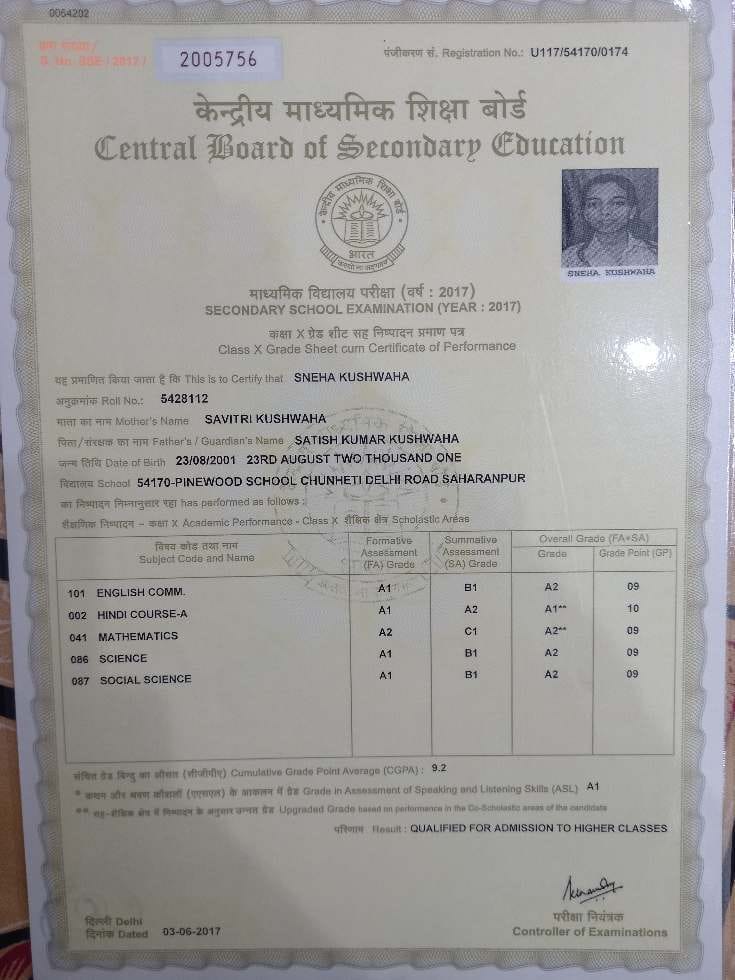 0064202
S. No. SSE / 2017 /
2005756
पंजीकरण सं. Registration No.: U117/54170/0174
केन्द्रीय माध्यमिक शिक्षा बोर्ड
Central Board of Secondary Education
केन्द्रीय माध्यमिक शिक्षा बोर्ड
भारत
SNEHA KUSHWAHA
माध्यमिक विद्यालय परीक्षा (वर्ष : 2017)
SECONDARY SCHOOL EXAMINATION (YEAR : 2017)
कक्षा X ग्रेड शीट सह निष्पादन प्रमाण पत्र
Class X Grade Sheet cum Certificate of Performance
यह प्रमाणित किया जाता है कि This is to Certify that SNEHA KUSHWAHA
अनुक्रमांक Roll No.: 5428112
माता का नाम Mother's Name SAVITRI KUSHWAHA
पिता/संरक्षक का नाम Father's / Guardian's Name SATISH KUMAR KUSHWAHA
जन्म तिथि Date of Birth 23/08/2001 23RD AUGUST TWO THOUSAND ONE
विद्यालय School 54170-PINEWOOD SCHOOL CHUNHETI DELHI ROAD SAHARANPUR
का निष्पादन निम्नानुसार रहा has performed as follows :
शैक्षणिक निष्पादन - कक्षा X Academic Performance - Class X शैक्षिक क्षेत्र Scholastic Areas
विषय कोड तथा नाम Subject Code and Name Formative Assessment (FA) Grade Summative Assessment (SA) Grade Overall Grade (FA+SA) Grade Grade Point (GP)
101 ENGLISH COMM. A1 B1 A2 09
002 HINDI COURSE-A A1 A2 A1** 10
041 MATHEMATICS A2 C1 A2** 09
086 SCIENCE A1 B1 A2 09
087 SOCIAL SCIENCE A1 B1 A2 09
संचित ग्रेड बिन्दु का औसत (सीजीपीए) Cumulative Grade Point Average (CGPA) : 9.2
* कथन और श्रवण कौशलों (एएसएल) के आकलन में ग्रेड Grade in Assessment of Speaking and Listening Skills (ASL) A1
** सह-शैक्षिक क्षेत्र में निष्पादन के अनुसार उन्नत ग्रेड Upgraded Grade based on performance in the Co-Scholastic areas of the candidate
परिणाम Result : QUALIFIED FOR ADMISSION TO HIGHER CLASSES
दिल्ली Delhi
दिनांक Dated 03-06-2017
परीक्षा नियंत्रक
Controller of Examinations